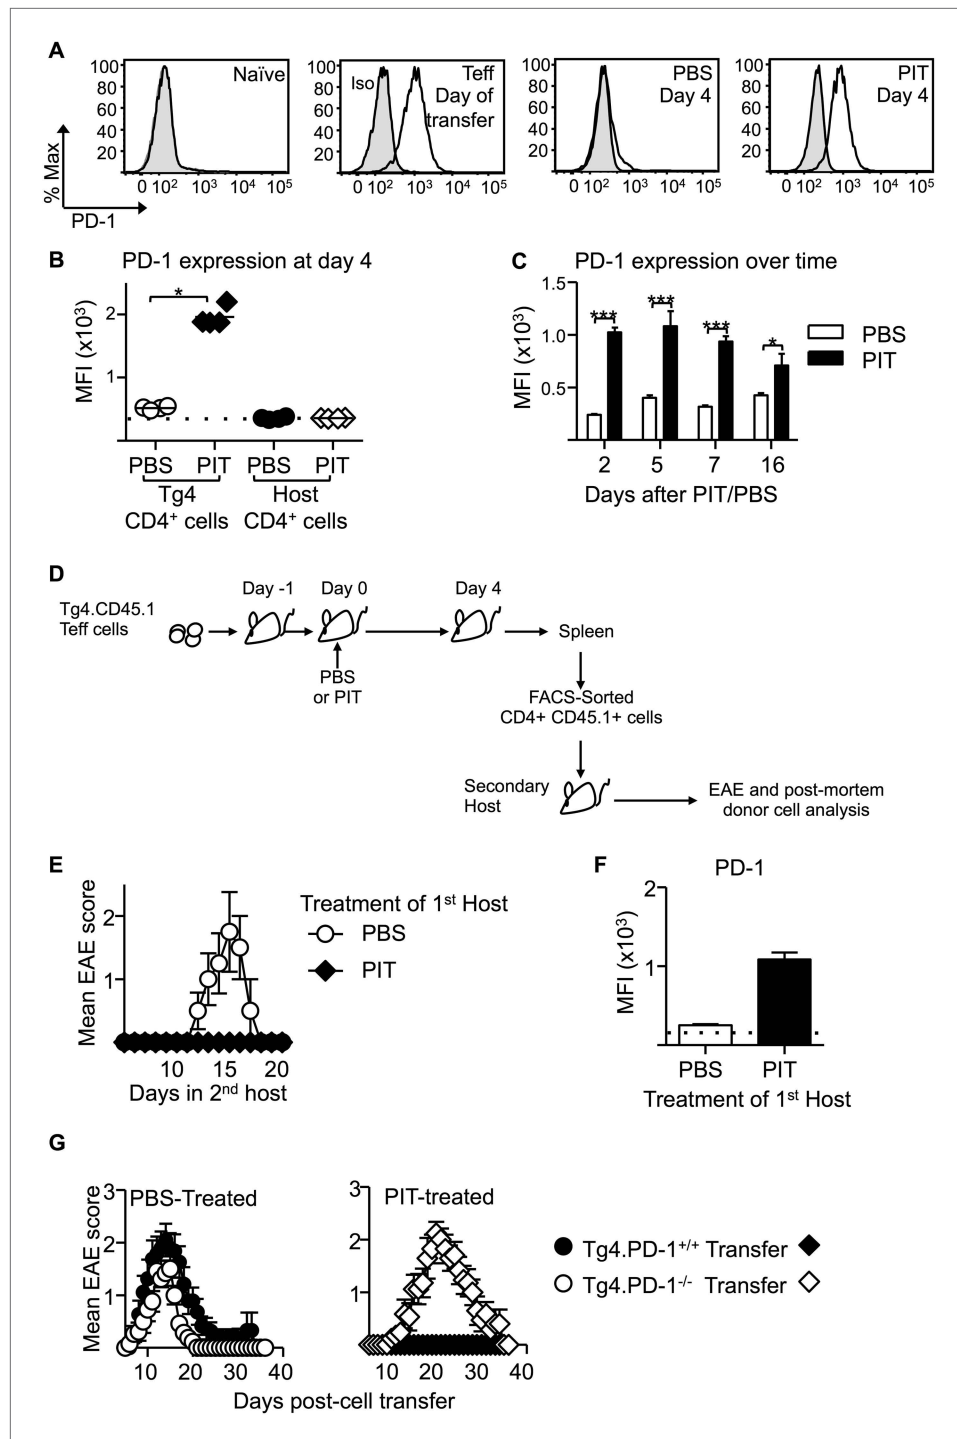 A
% Max
PD-1
100
80
60
40
20
Naïve
0 10² 10³ 10⁴ 10⁵
100
80
60
40
20
Iso
Teff
Day of
transfer
0 10² 10³ 10⁴ 10⁵
100
80
60
40
20
PBS
Day 4
0 10² 10³ 10⁴ 10⁵
100
80
60
40
20
PIT
Day 4
0 10² 10³ 10⁴ 10⁵
B PD-1 expression at day 4
MFI (x10³)
2
1
*
PBS PIT PBS PIT
Tg4 Host
CD4⁺ cells CD4⁺ cells
C PD-1 expression over time
MFI (x10³)
1.5
1.0
0.5
*** *** *** *
2 5 7 16
Days after PIT/PBS
PBS
PIT
D
Tg4.CD45.1
Teff cells
Day -1 Day 0 Day 4
PBS
or PIT
Spleen
FACS-Sorted
CD4+ CD45.1+ cells
Secondary
Host
EAE and post-mortem
donor cell analysis
E
Mean EAE score
2
1
10 15 20
Days in 2ⁿᵈ host
Treatment of 1ˢᵗ Host
PBS
PIT
F PD-1
MFI (x10³)
2
1
PBS PIT
Treatment of 1ˢᵗ Host
G
Mean EAE score
3
2
1
PBS-Treated
10 20 30 40
3
2
1
PIT-treated
10 20 30 40
Days post-cell transfer
Tg4.PD-1⁺/⁺ Transfer
Tg4.PD-1⁻/⁻ Transfer